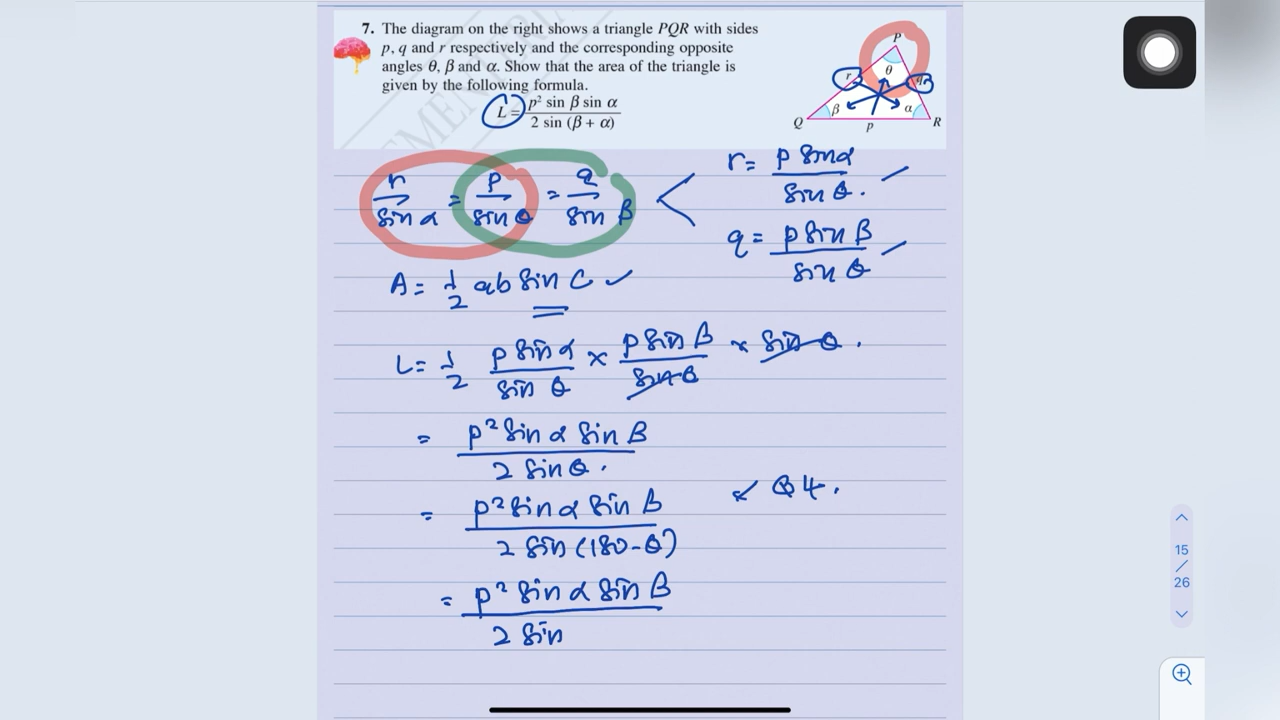 7. The diagram on the right shows a triangle PQR with sides
p, q and r respectively and the corresponding opposite
angles θ, β and α. Show that the area of the triangle is
given by the following formula.
L = p² sin β sin α / 2 sin (β + α)
P
r θ q
β α
Q p R
r / sin α = p / sin θ = q / sin β <
r = p sin α / sin θ.
q = p sin β / sin θ
A = 1/2 ab sin C ✓
L = 1/2 p sin α / sin θ × p sin β / sin θ × sin θ.
= p² sin α sin β / 2 sin θ.
= p² sin α sin β / 2 sin (180-θ) ↙ Q4.
= p² sin α sin β / 2 sin
15
/
26